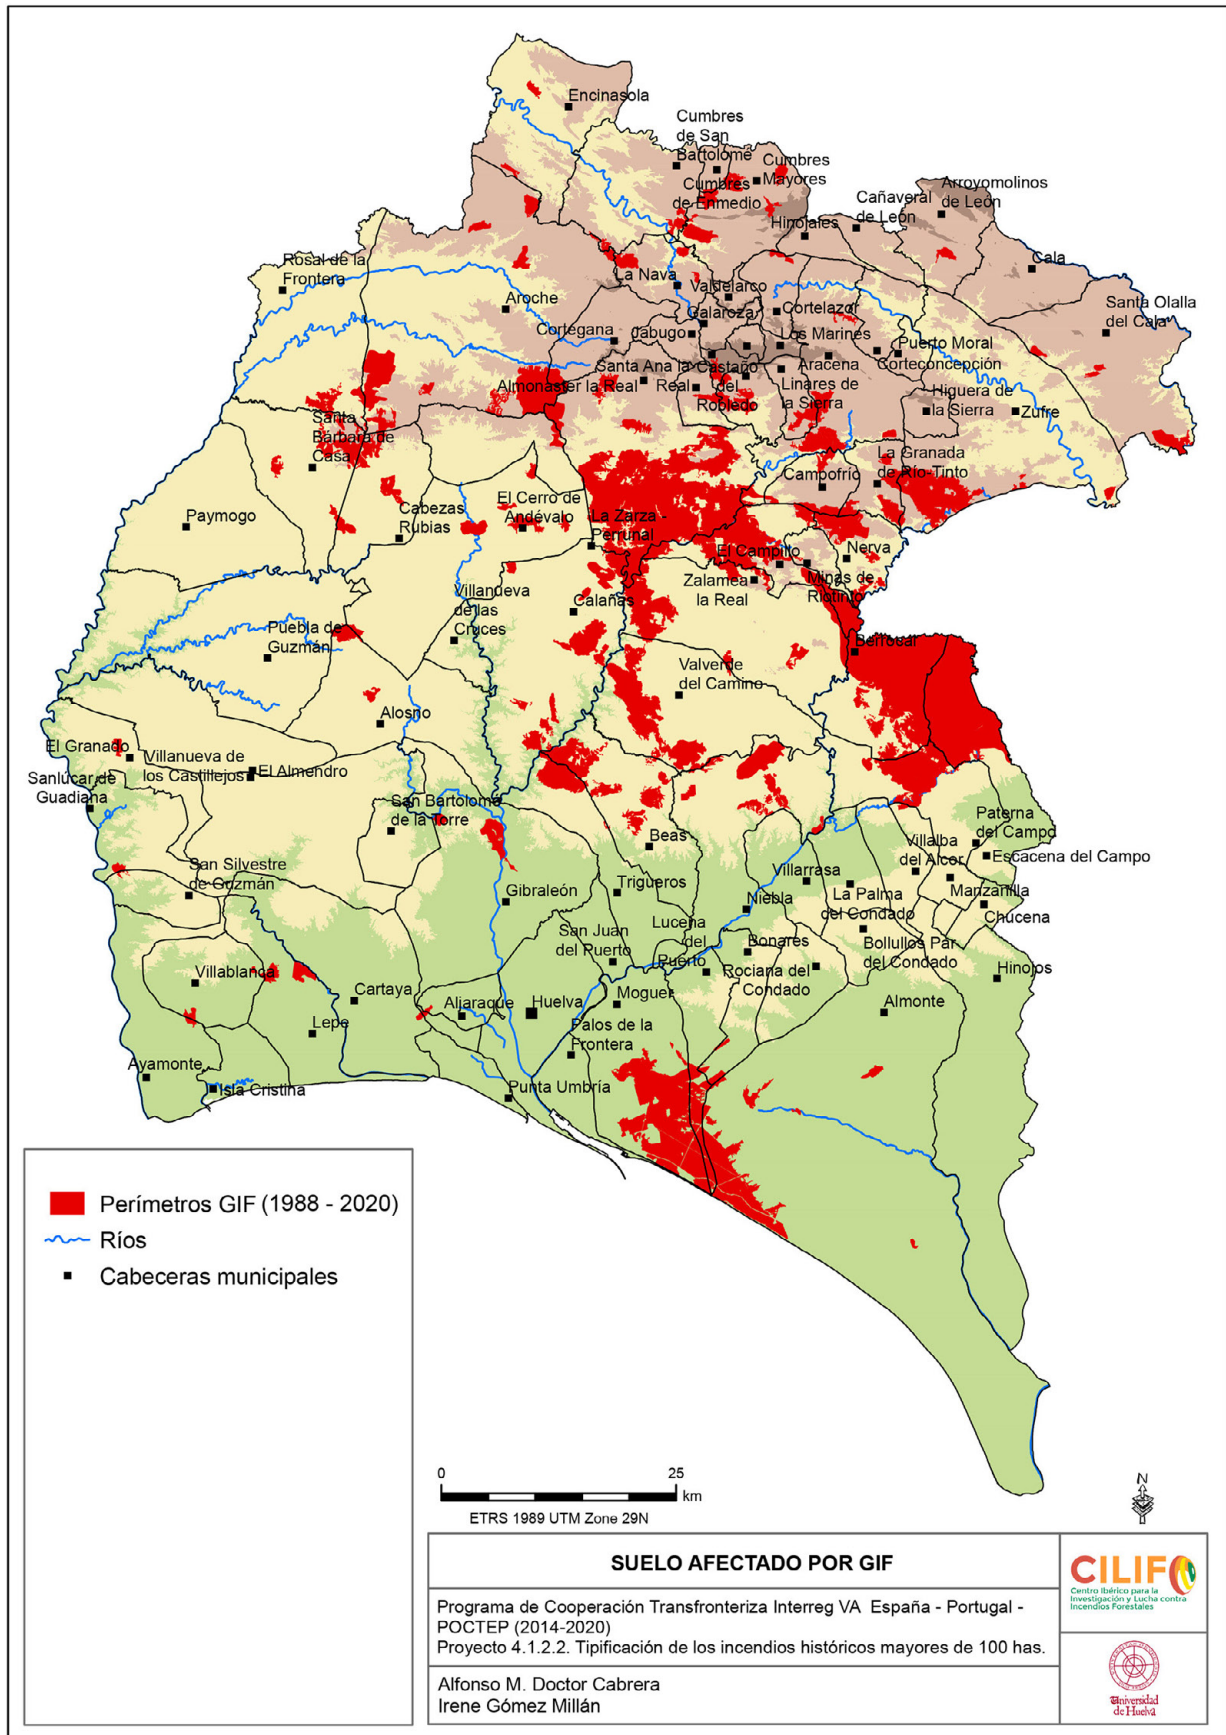 Encinasola
Cumbres
de San
Bartolomé
Cumbres
Mayores
Cumbres
de Enmedio
Arroyomolinos
de León
Cañaveral
de León
Hinojales
Cala
Rosal de la
Frontera
La Nava
Valdelarco
Santa Olalla
del Cala
Aroche
Galaroza
Cortelazor
Cortegana
Jabugo
Los Marines
Puerto Moral
Corteconcepción
Aracena
Santa Ana la
Real
Castaño
del
Robledo
Almonaster la Real
Linares de
la Sierra
Higuera de
la Sierra
Zufre
Santa
Bárbara de
Casa
La Granada
de Río-Tinto
Campofrío
Paymogo
Cabezas
Rubias
El Cerro de
Andévalo
La Zarza -
Perrunal
El Campillo
Nerva
Minas de
Riotinto
Zalamea
la Real
Villanueva
de las
Cruces
Calañas
Puebla de
Guzmán
Berrocal
Valverde
del Camino
Alosno
El Granado
Villanueva de
los Castillejos
El Almendro
Sanlúcar de
Guadiana
San Bartolomé
de la Torre
Beas
Paterna
del Campo
Villalba
del Alcor
Escacena del Campo
San Silvestre
de Guzmán
Gibraleón
Trigueros
Villarrasa
La Palma
del Condado
Manzanilla
Chucena
Niebla
Lucena
del
Puerto
San Juan
del Puerto
Bonares
Bollullos Par
del Condado
Rociana del
Condado
Hinojos
Villablanca
Cartaya
Aljaraque
Huelva
Moguer
Almonte
Lepe
Palos de la
Frontera
Ayamonte
Isla Cristina
Punta Umbría
Perímetros GIF (1988 - 2020)
Ríos
Cabeceras municipales
0 25
km
ETRS 1989 UTM Zone 29N
N
SUELO AFECTADO POR GIF
Programa de Cooperación Transfronteriza Interreg VA España - Portugal -
POCTEP (2014-2020)
Proyecto 4.1.2.2. Tipificación de los incendios históricos mayores de 100 has.
Alfonso M. Doctor Cabrera
Irene Gómez Millán
CILIFO
Centro Ibérico para la
Investigación y Lucha contra
Incendios Forestales
Universidad
de Huelva